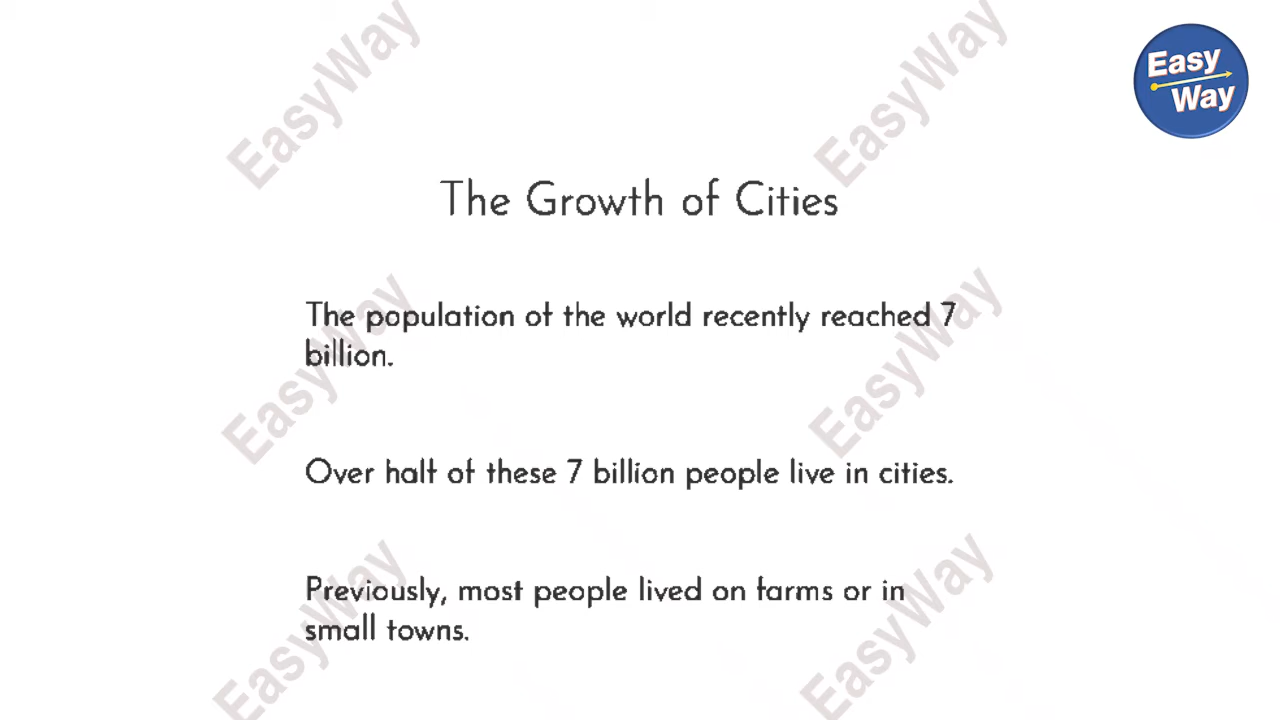 EasyWay EasyWay
Easy
Way
The Growth of Cities
The population of the world recently reached 7
billion.
EasyWay EasyWay
Over half of these 7 billion people live in cities.
Previously, most people lived on farms or in
small towns.
EasyWay EasyWay